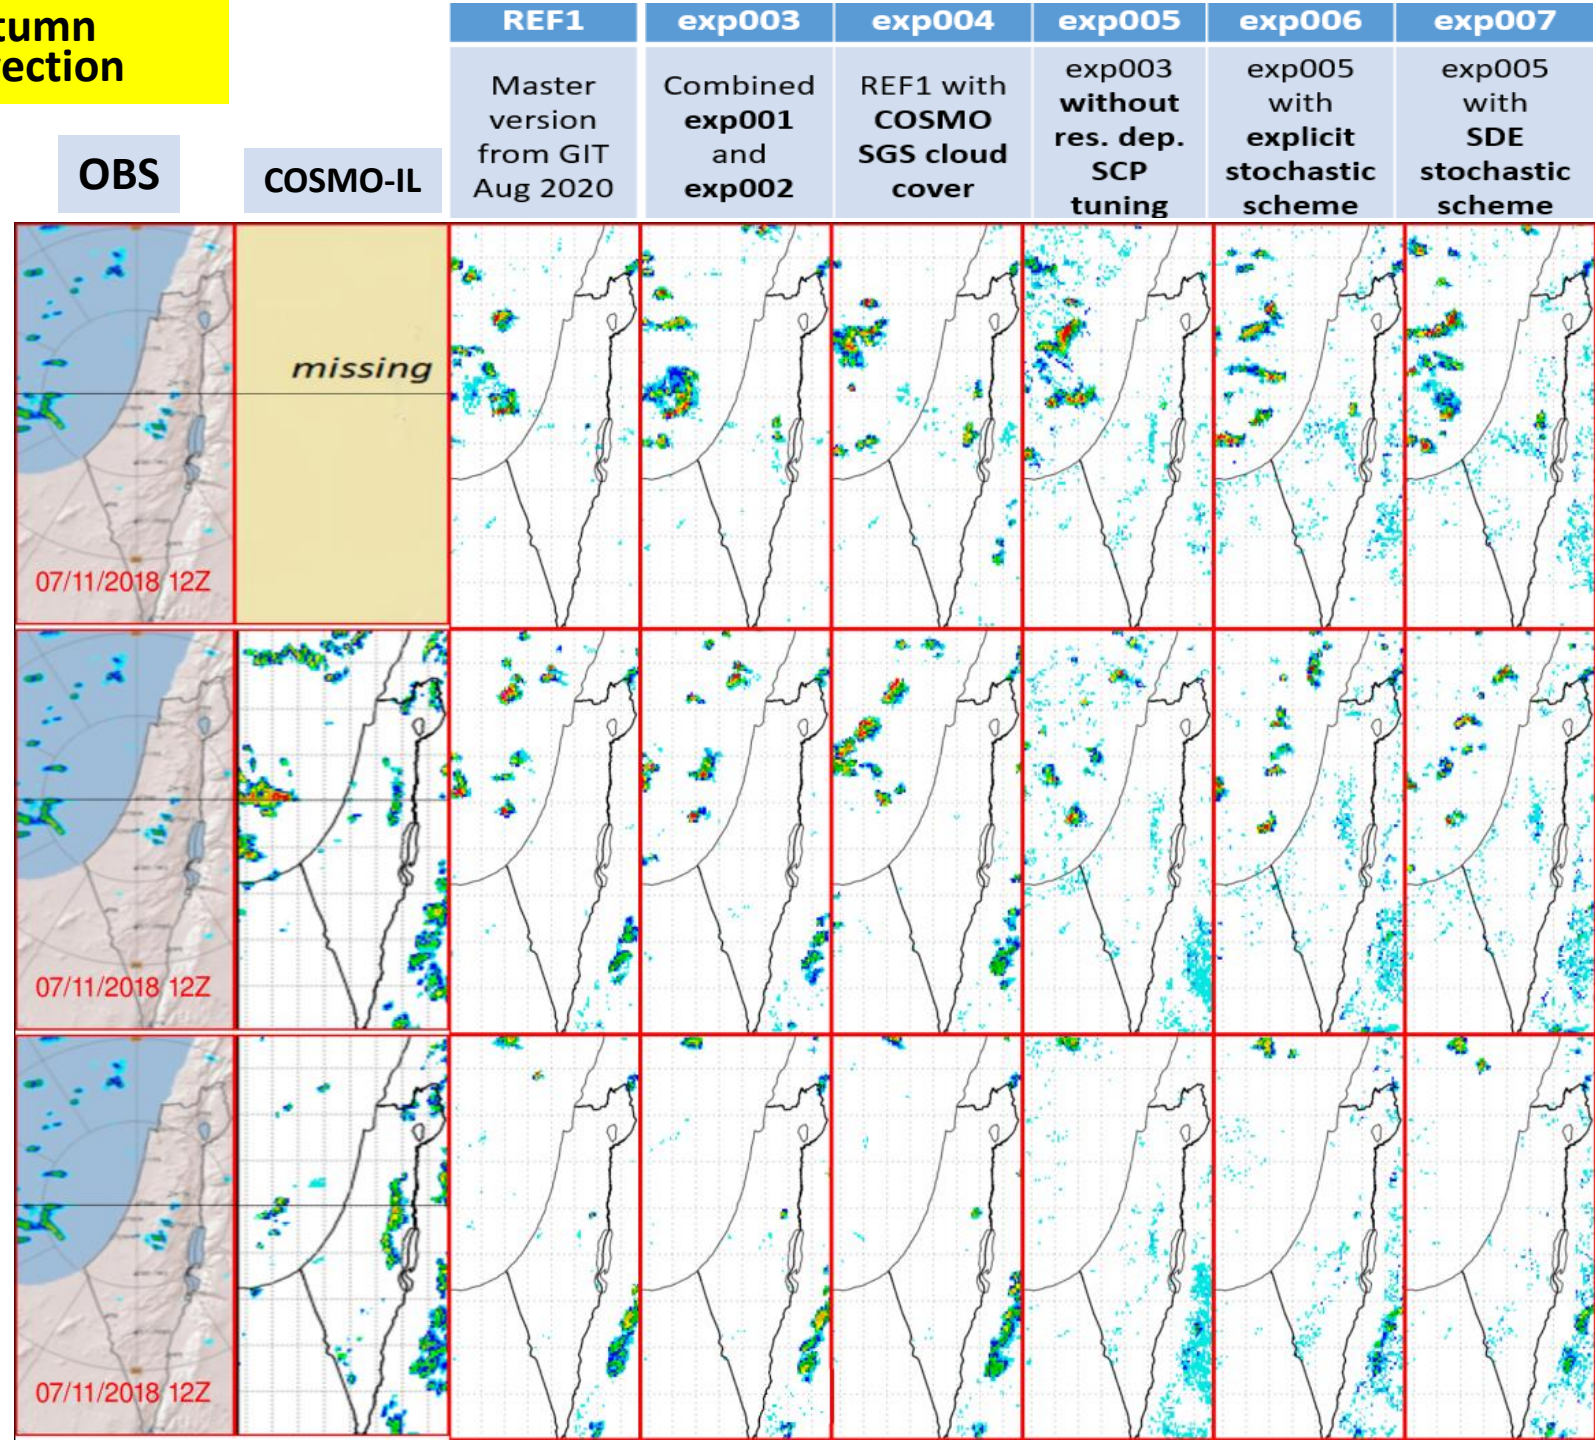 tumn
ection
OBS
COSMO-IL
REF1
exp003
exp004
exp005
exp006
exp007
Master
version
from GIT
Aug 2020
Combined
exp001
and
exp002
REF1 with
COSMO
SGS cloud
cover
exp003
without
res. dep.
SCP
tuning
exp005
with
explicit
stochastic
scheme
exp005
with
SDE
stochastic
scheme
missing
07/11/2018 12Z
07/11/2018 12Z
07/11/2018 12Z